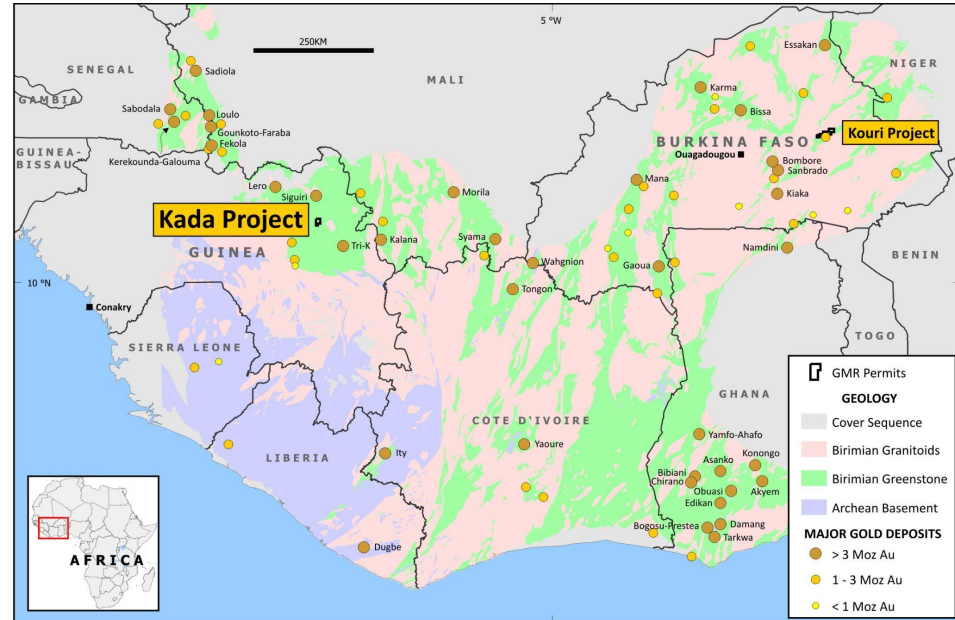 5°W
250KM
SENEGAL
MALI
NIGER
GAMBIA
GUINEA-
BISSAU
Sadiola
Sabodala
Loulo
Gounkoto-Faraba
Fekola
Kerekounda-Galouma
Essakan
Karma
Bissa
BURKINA FASO
Ouagadougou
Kouri Project
Bombore
Sanbrado
Kiaka
Mana
Lero
Siguiri
Morila
Kada Project
GUINEA
Tri-K
Kalana
Syama
Wahgnion
Gaoua
Namdini
BENIN
Tongon
10 °N
Conakry
SIERRA LEONE
TOGO
GHANA
COTE D'IVOIRE
LIBERIA
Ity
Yaoure
Dugbe
Yamfo-Ahafo
Konongo
Asanko
Bibiani
Chirano
Akyem
Obuasi
Edikan
Bogosu-Prestea
Damang
Tarkwa
AFRICA
GMR Permits
GEOLOGY
Cover Sequence
Birimian Granitoids
Birimian Greenstone
Archean Basement
MAJOR GOLD DEPOSITS
> 3 Moz Au
1 - 3 Moz Au
< 1 Moz Au